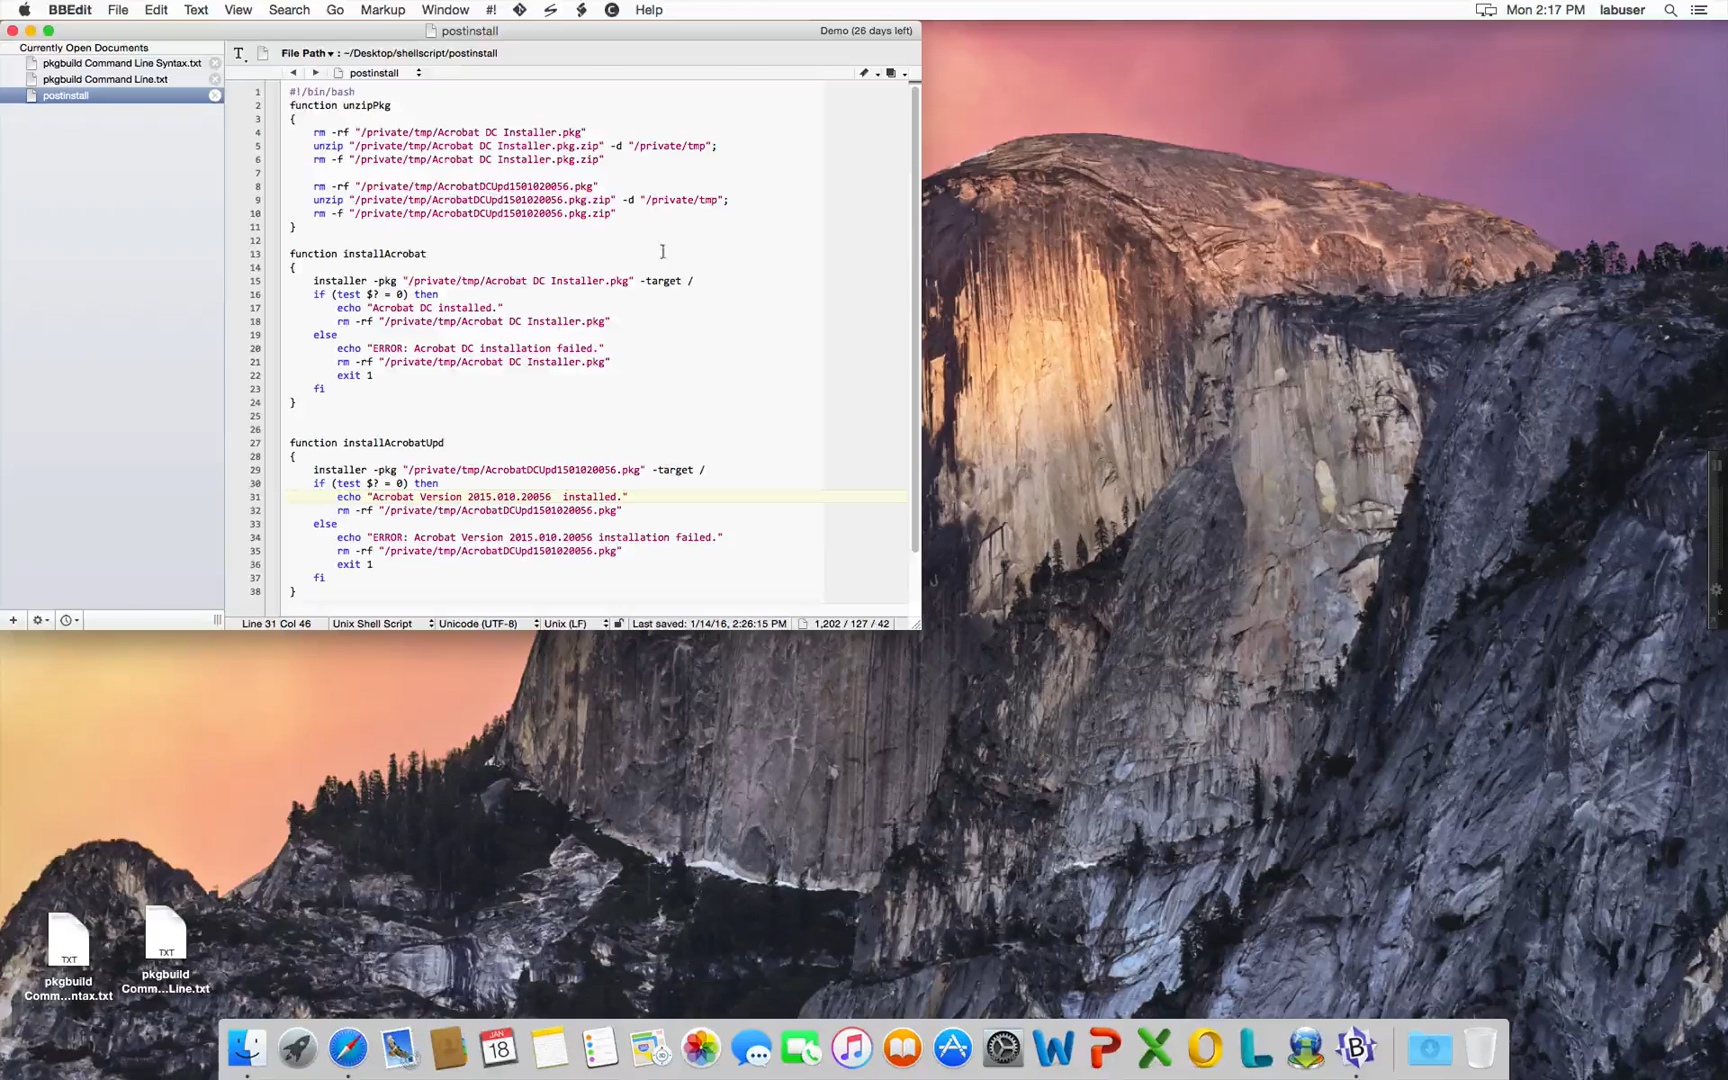 BBEdit File Edit Text View Search Go Markup Window #! Help Mon 2:17 PM labuser
postinstall Demo (26 days left)
Currently Open Documents
pkgbuild Command Line Syntax.txt
pkgbuild Command Line.txt
postinstall
File Path ▾ : ~/Desktop/shellscript/postinstall
postinstall
1 #!/bin/bash
2 function unzipPkg
3 {
4 rm -rf "/private/tmp/Acrobat DC Installer.pkg"
5 unzip "/private/tmp/Acrobat DC Installer.pkg.zip" -d "/private/tmp";
6 rm -f "/private/tmp/Acrobat DC Installer.pkg.zip"
7
8 rm -rf "/private/tmp/AcrobatDCUpd1501020056.pkg"
9 unzip "/private/tmp/AcrobatDCUpd1501020056.pkg.zip" -d "/private/tmp";
10 rm -f "/private/tmp/AcrobatDCUpd1501020056.pkg.zip"
11 }
12
13 function installAcrobat
14 {
15 installer -pkg "/private/tmp/Acrobat DC Installer.pkg" -target /
16 if (test $? = 0) then
17 echo "Acrobat DC installed."
18 rm -rf "/private/tmp/Acrobat DC Installer.pkg"
19 else
20 echo "ERROR: Acrobat DC installation failed."
21 rm -rf "/private/tmp/Acrobat DC Installer.pkg"
22 exit 1
23 fi
24 }
25
26
27 function installAcrobatUpd
28 {
29 installer -pkg "/private/tmp/AcrobatDCUpd1501020056.pkg" -target /
30 if (test $? = 0) then
31 echo "Acrobat Version 2015.010.20056  installed."
32 rm -rf "/private/tmp/AcrobatDCUpd1501020056.pkg"
33 else
34 echo "ERROR: Acrobat Version 2015.010.20056 installation failed."
35 rm -rf "/private/tmp/AcrobatDCUpd1501020056.pkg"
36 exit 1
37 fi
38 }
Line 31 Col 46 Unix Shell Script Unicode (UTF-8) Unix (LF) Last saved: 1/14/16, 2:26:15 PM 1,202 / 127 / 42
TXT TXT
pkgbuild
Comm...ntax.txt
pkgbuild
Comm...Line.txt
JAN
18